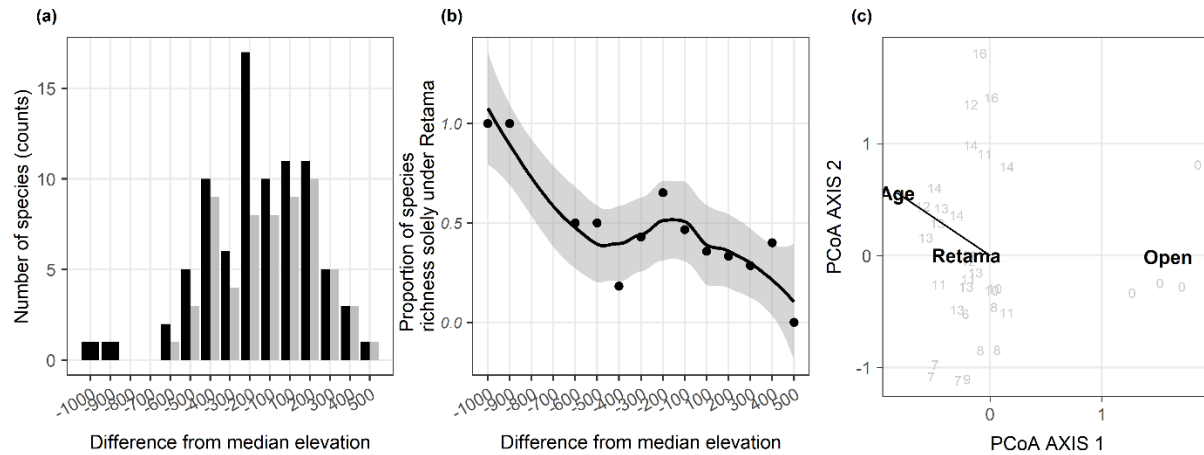 (a)
Number of species (counts)
15
10
5
0
-1000 -900 -800 -700 -600 -500 -400 -300 -200 -100 100 200 300 400 500
Difference from median elevation
(b)
Proportion of species
richness solely under Retama
1.0
0.5
0.0
-1000 -900 -800 -700 -600 -500 -400 -300 -200 -100 100 200 300 400 500
Difference from median elevation
(c)
PCoA AXIS 2
1
0
-1
16
16
12
14
11
14
0
14
Age
12
13
14
13
15
Retama
Open
13
11
13
10
0
0
0
13
6
8
11
8
8
7
7
7
9
0
1
PCoA AXIS 1